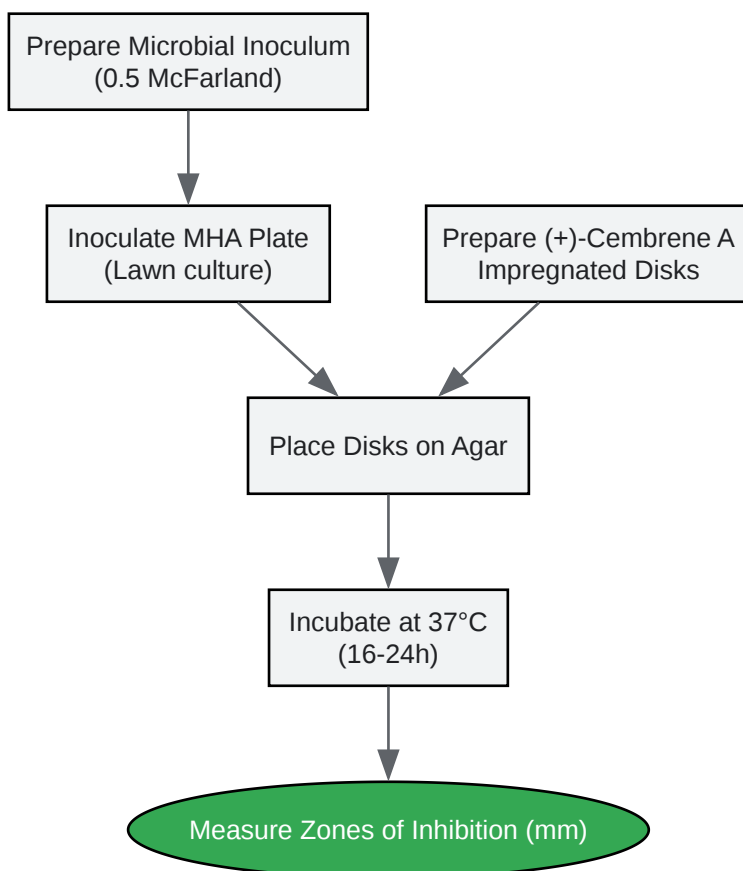 Prepare Microbial Inoculum
(0.5 McFarland)
Inoculate MHA Plate
(Lawn culture)
Prepare (+)-Cembrene A
Impregnated Disks
Place Disks on Agar
Incubate at 37°C
(16-24h)
Measure Zones of Inhibition (mm)